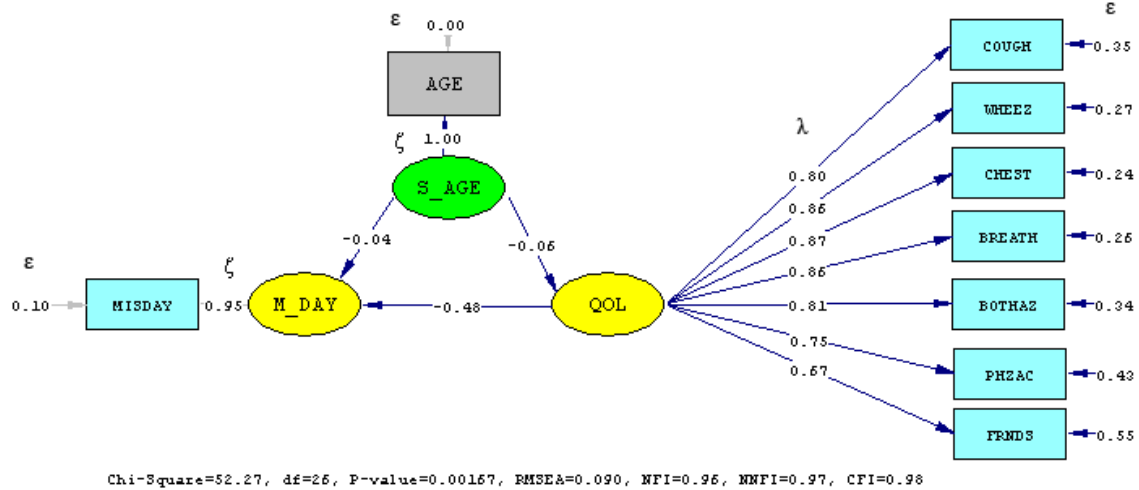 ε
0.00
AGE
ζ
1.00
S_AGE
-0.04
-0.06
ε
ζ
0.10
MISDAY
0.95
M_DAY
-0.48
QOL
λ
0.80
0.86
0.87
0.86
0.81
0.75
0.67
ε
COUGH
0.35
WHEEZ
0.27
CHEST
0.24
BREATH
0.26
BOTHAZ
0.34
PHZAC
0.43
FRNDS
0.55
Chi-Square=52.27, df=26, P-value=0.00167, RMSEA=0.090, NFI=0.96, NNFI=0.97, CFI=0.98